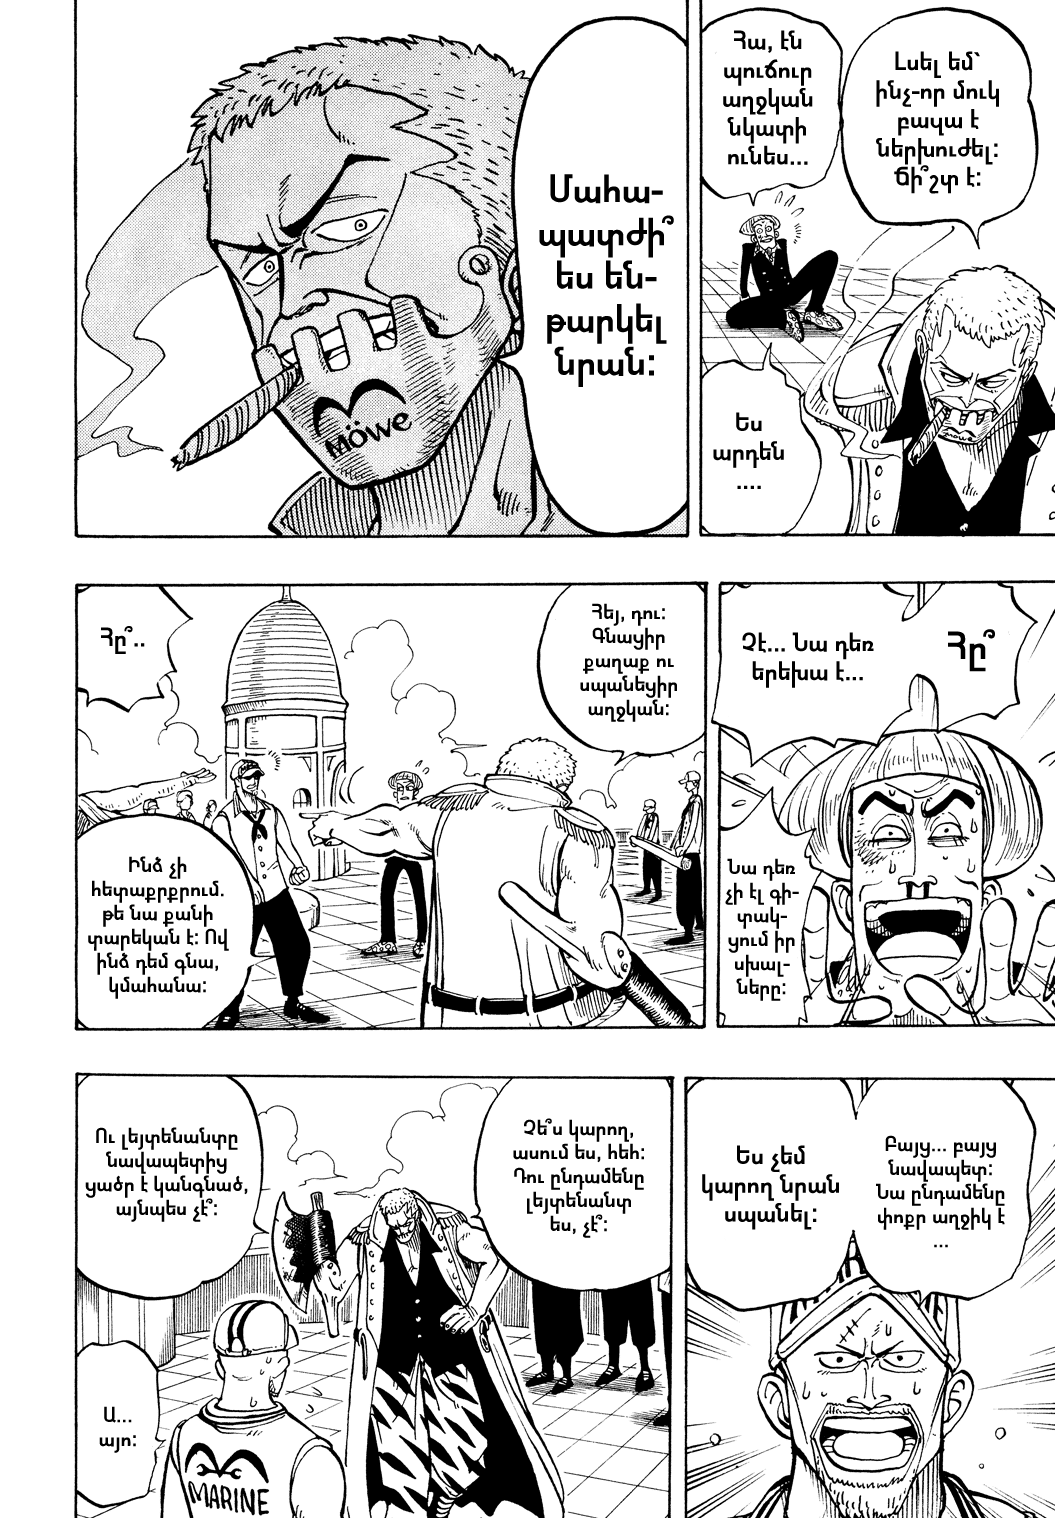 Լսել եմ՝
ինչ-որ մուկ
բազա է
ներխուժել:
Ճի՞շտ է:
Հա, էն
պուճուր
աղջկան
նկատի
ունես...
Ես
արդեն
....
Մահա-
պատժի՞
ես են-
թարկել
նրան:
Հը՞
Չէ... Նա դեռ
երեխա է...
Նա դեռ
չի էլ գի-
տակ-
ցում իր
սխալ-
ները:
Հեյ, դու:
Գնացիր
քաղաք ու
սպանեցիր
աղջկան:
Հը՞..
Ինձ չի
հետաքրքրում.
թե նա քանի
տարեկան է: Ով
ինձ դեմ գնա,
կմահանա:
Բայց... բայց
նավապետ:
Նա ընդամենը
փոքր աղջիկ է
...
Ես չեմ
կարող նրան
սպանել:
Չե՞ս կարող,
ասում ես, հեհ:
Դու ընդամենը
լեյտենանտ
ես, չէ՞:
Ու լեյտենանտը
նավապետից
ցածր է կանգնած,
այնպես չէ՞:
Ա...
այո:
MÖWE
MARINE